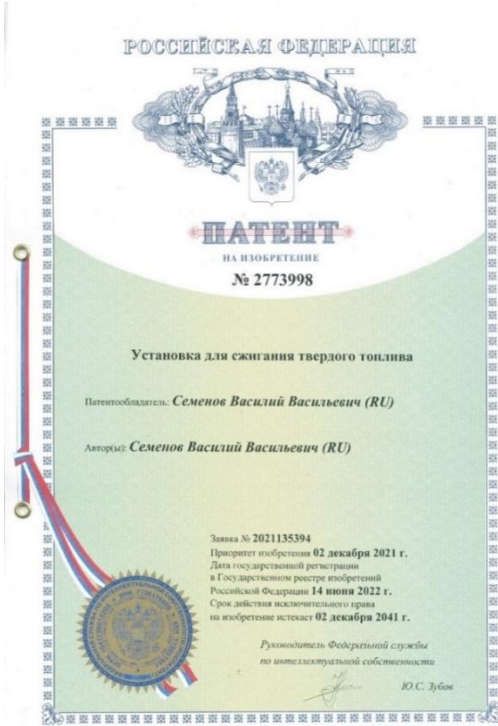 РОССИЙСКАЯ ФЕДЕРАЦИЯ
ПАТЕНТ
НА ИЗОБРЕТЕНИЕ
№ 2773998
Установка для сжигания твердого топлива
Патентообладатель: Семенов Василий Васильевич (RU)
Автор(ы): Семенов Василий Васильевич (RU)
Заявка № 2021135394
Приоритет изобретения 02 декабря 2021 г.
Дата государственной регистрации
в Государственном реестре изобретений
Российской Федерации 14 июня 2022 г.
Срок действия исключительного права
на изобретение истекает 02 декабря 2041 г.
Руководитель Федеральной службы
по интеллектуальной собственности
Ю.С. Зубов